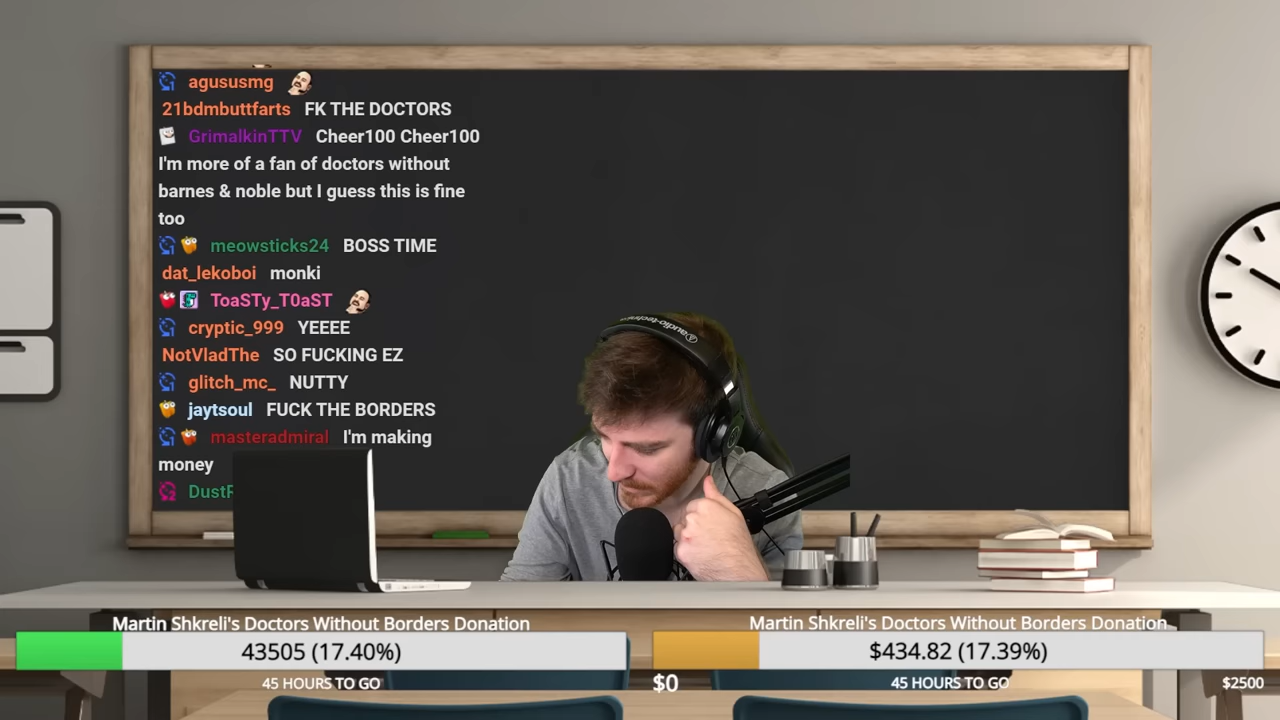 agususmg
21bdmbuttfarts FK THE DOCTORS
GrimalkinTTV Cheer100 Cheer100
I'm more of a fan of doctors without
barnes & noble but I guess this is fine
too
meowsticks24 BOSS TIME
dat_lekoboi monki
ToaSTy_T0aST
cryptic_999 YEEEE
NotVladThe SO FUCKING EZ
glitch_mc_ NUTTY
jaytsoul FUCK THE BORDERS
masteradmiral I'm making
money
audio-technica
Martin Shkreli's Doctors Without Borders Donation
43505 (17.40%)
45 HOURS TO GO
Martin Shkreli's Doctors Without Borders Donation
$434.82 (17.39%)
$0
45 HOURS TO GO
$2500